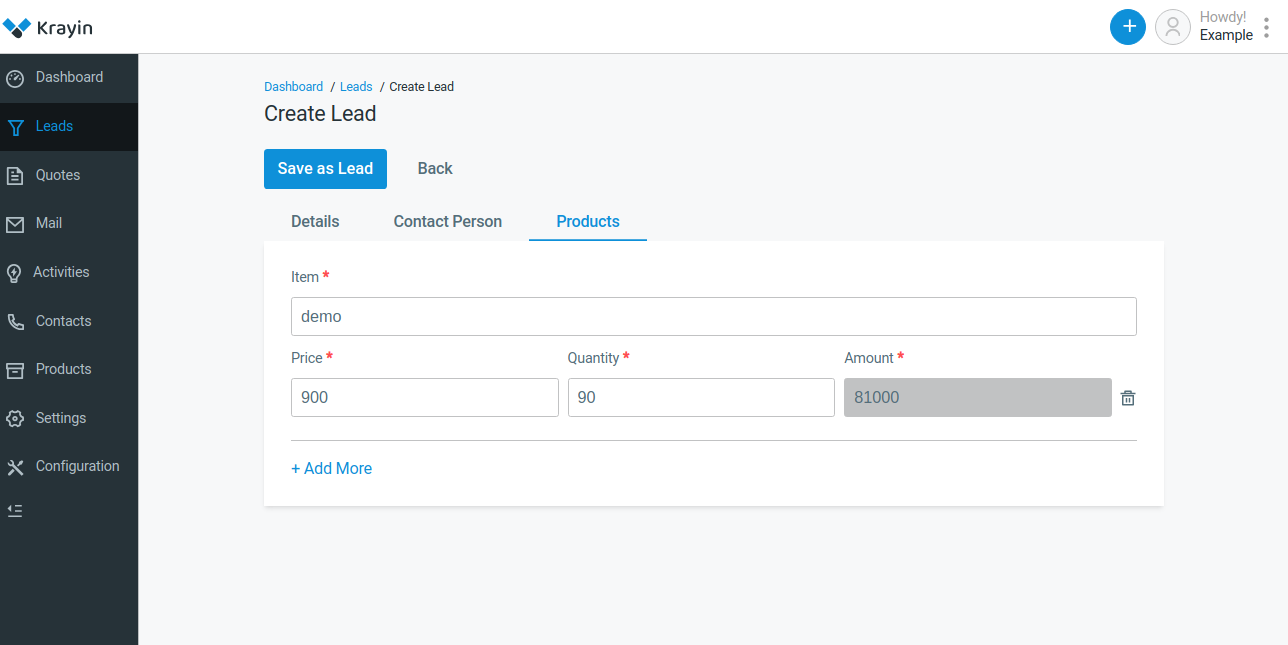 Krayin
+
Howdy!
Example
Dashboard
Leads
Quotes
Mail
Activities
Contacts
Products
Settings
Configuration
Dashboard / Leads / Create Lead
Create Lead
Save as Lead Back
Details Contact Person Products
Item *
demo
Price * Quantity * Amount *
900 90 81000
+ Add More